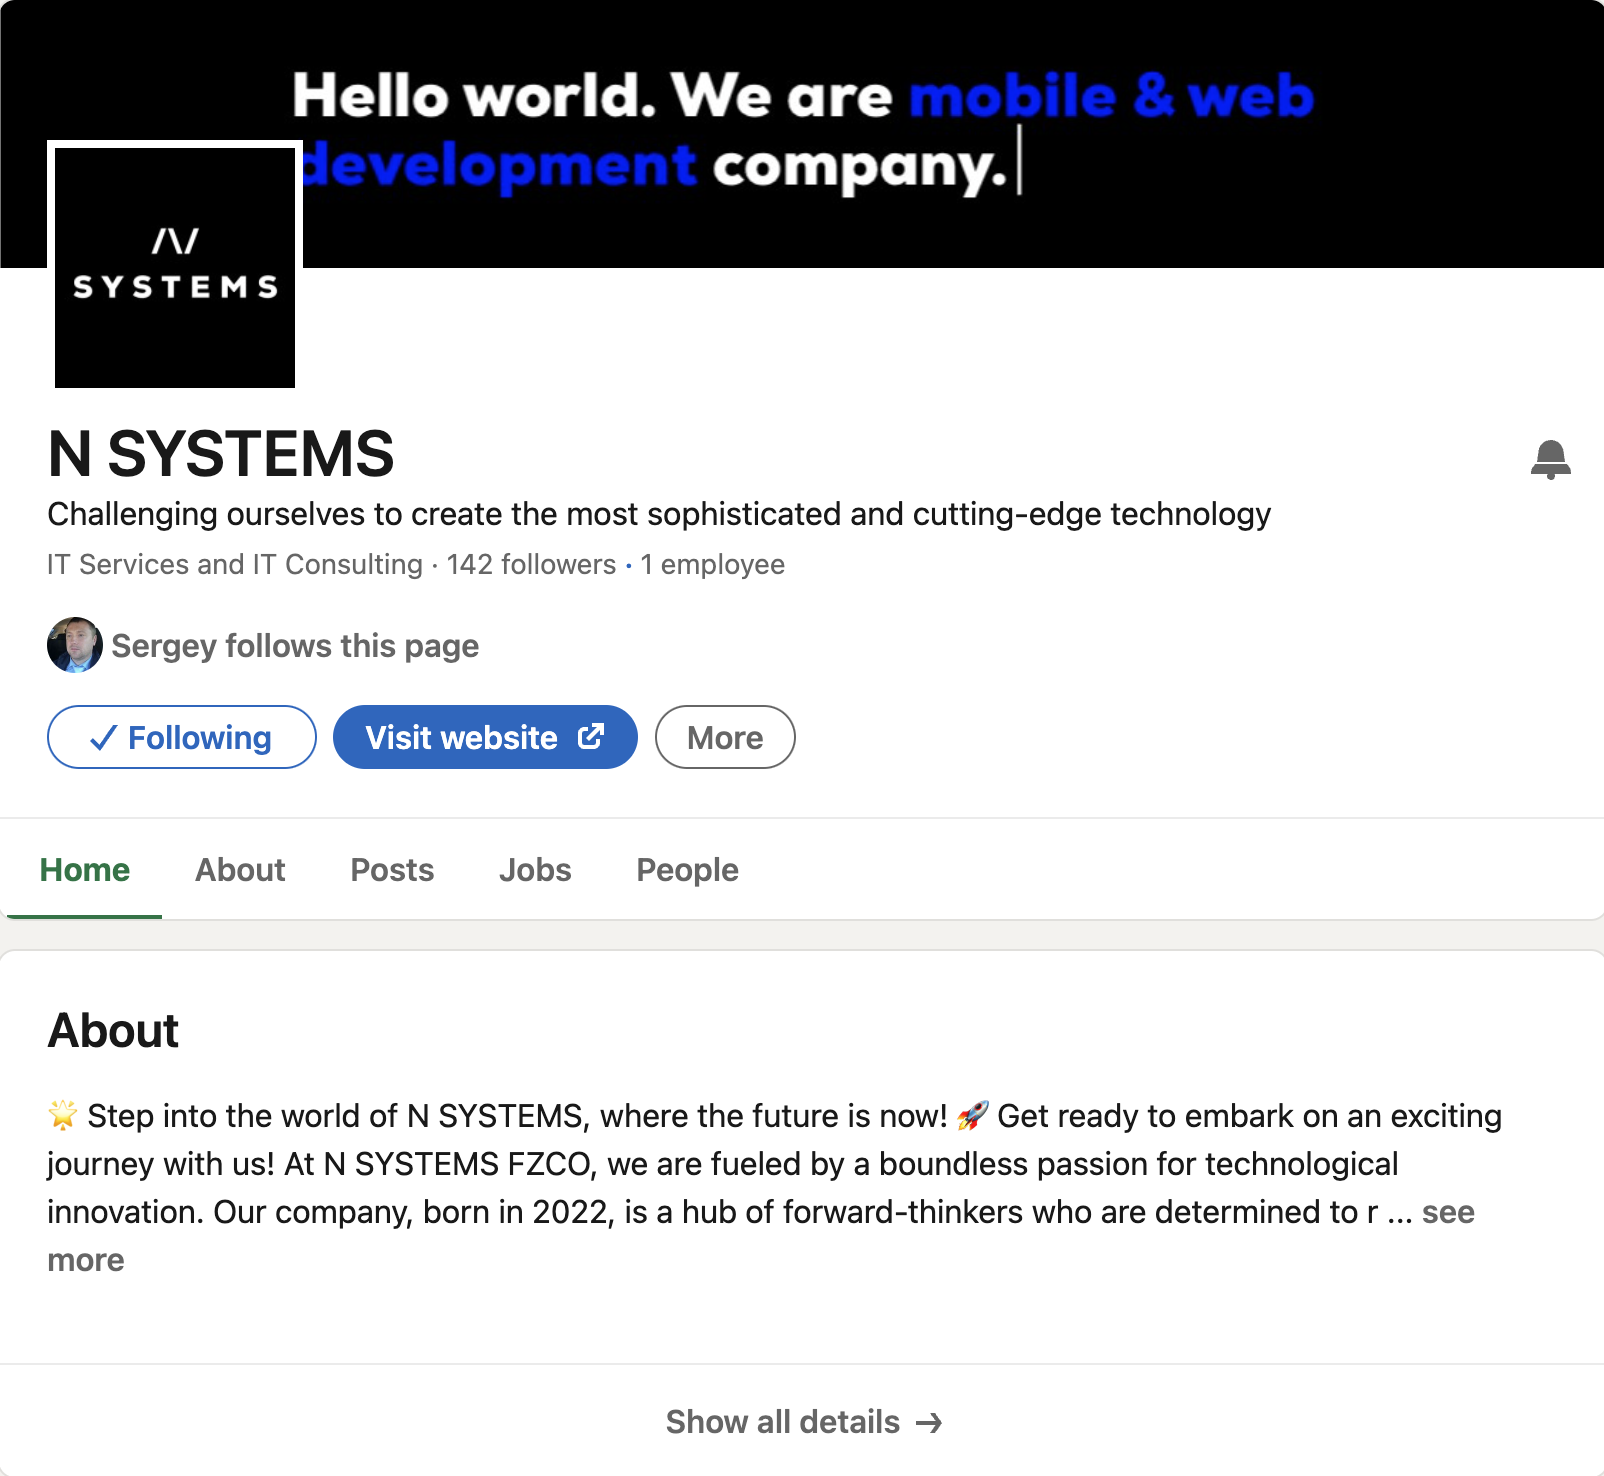 Hello world. We are mobile & web
development company.
/\/
SYSTEMS
N SYSTEMS
Challenging ourselves to create the most sophisticated and cutting-edge technology
IT Services and IT Consulting · 142 followers · 1 employee
Sergey follows this page
Following
Visit website
More
Home
About
Posts
Jobs
People
About
🌟 Step into the world of N SYSTEMS, where the future is now! 🚀 Get ready to embark on an exciting
journey with us! At N SYSTEMS FZCO, we are fueled by a boundless passion for technological
innovation. Our company, born in 2022, is a hub of forward-thinkers who are determined to r ... see
more
Show all details →